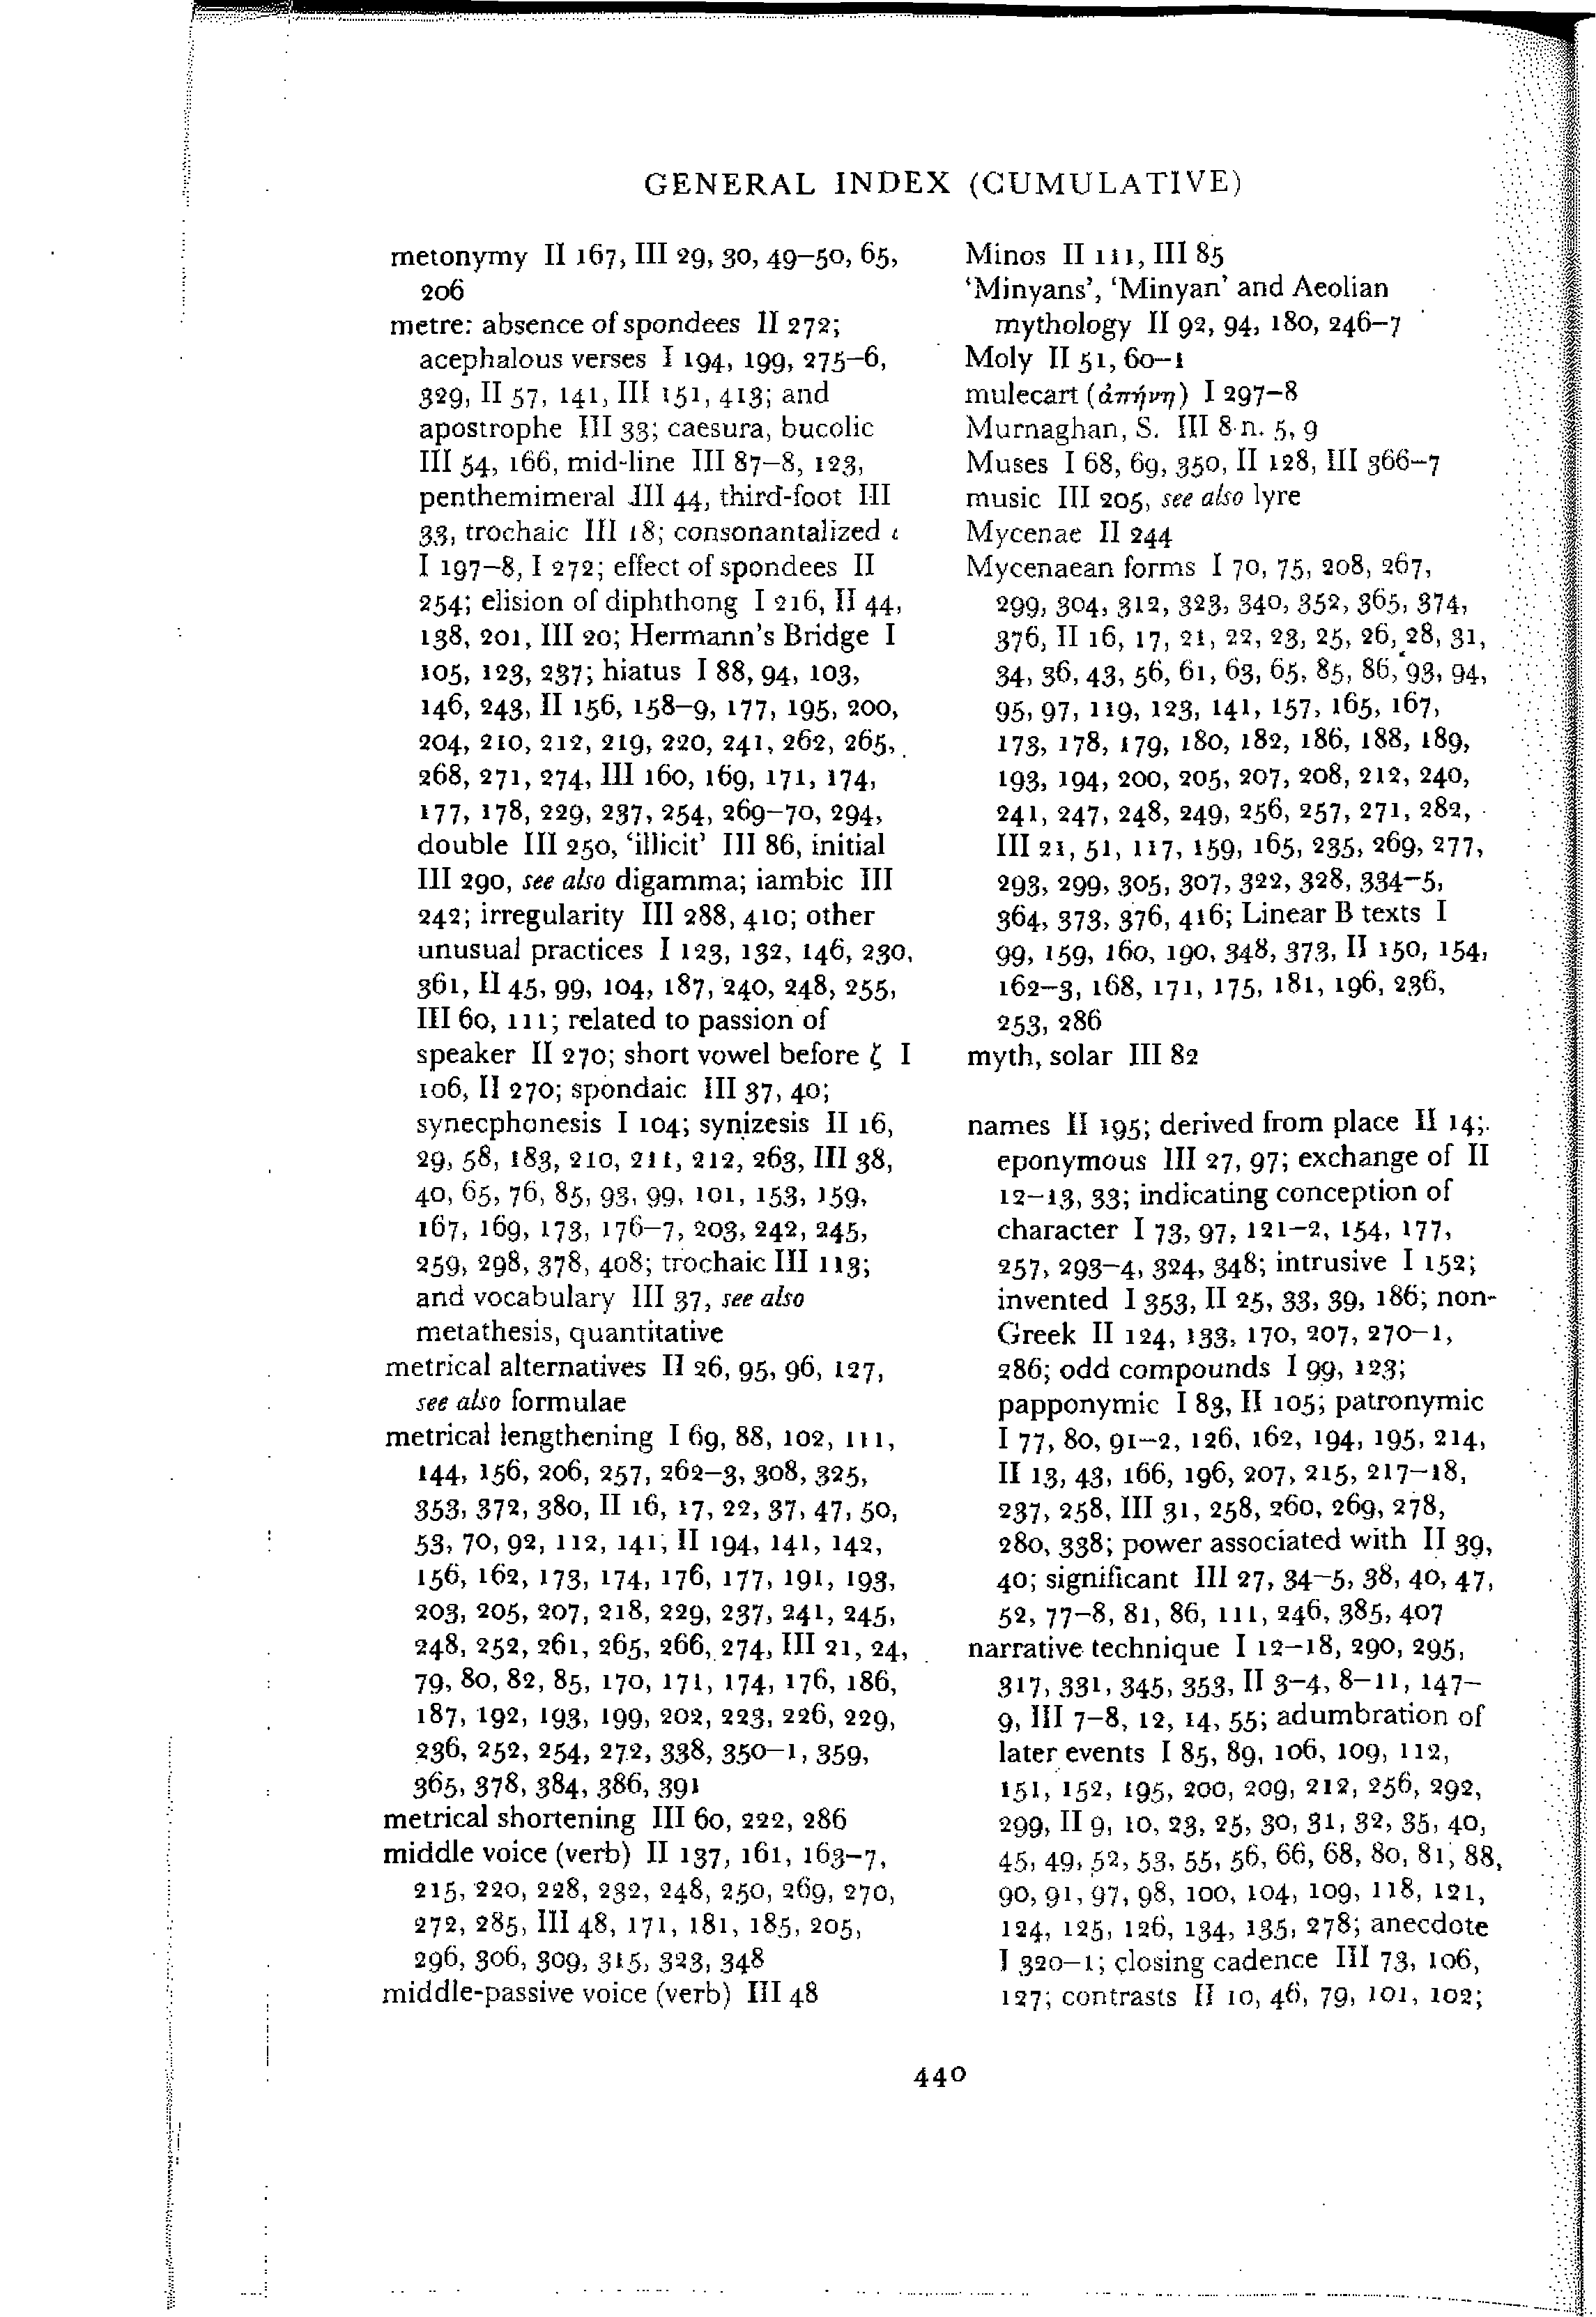 GENERAL INDEX (CUMULATIVE)
metonymy II 167, III 29, 30, 49–50, 65,
206
metre: absence of spondees II 272;
acephalous verses I 194, 199, 275–6,
329, II 57, 141, III 151, 413; and
apostrophe III 33; caesura, bucolic
III 54, 166, mid-line III 87–8, 123,
penthemimeral III 44, third-foot III
33, trochaic III 18; consonantalized ι
I 197–8, I 272; effect of spondees II
254; elision of diphthong I 216, II 44,
138, 201, III 20; Hermann's Bridge I
105, 123, 237; hiatus I 88, 94, 103,
146, 243, II 156, 158–9, 177, 195, 200,
204, 210, 212, 219, 220, 241, 262, 265,
268, 271, 274, III 160, 169, 171, 174,
177, 178, 229, 237, 254, 269–70, 294,
double III 250, 'illicit' III 86, initial
III 290, see also digamma; iambic III
242; irregularity III 288, 410; other
unusual practices I 123, 132, 146, 230,
361, II 45, 99, 104, 187, 240, 248, 255,
III 60, 111; related to passion of
speaker II 270; short vowel before ζ I
106, II 270; spondaic III 37, 40;
synecphonesis I 104; synizesis II 16,
29, 58, 183, 210, 211, 212, 263, III 38,
40, 65, 76, 85, 93, 99, 101, 153, 159,
167, 169, 173, 176–7, 203, 242, 245,
259, 298, 378, 408; trochaic III 113;
and vocabulary III 37, see also
metathesis, quantitative
metrical alternatives II 26, 95, 96, 127,
see also formulae
metrical lengthening I 69, 88, 102, 111,
144, 156, 206, 257, 262–3, 308, 325,
353, 372, 380, II 16, 17, 22, 37, 47, 50,
53, 70, 92, 112, 141, II 194, 141, 142,
156, 162, 173, 174, 176, 177, 191, 193,
203, 205, 207, 218, 229, 237, 241, 245,
248, 252, 261, 265, 266, 274, III 21, 24,
79, 80, 82, 85, 170, 171, 174, 176, 186,
187, 192, 193, 199, 202, 223, 226, 229,
236, 252, 254, 272, 338, 350–1, 359,
365, 378, 384, 386, 391
metrical shortening III 60, 222, 286
middle voice (verb) II 137, 161, 163–7,
215, 220, 228, 232, 248, 250, 269, 270,
272, 285, III 48, 171, 181, 185, 205,
296, 306, 309, 315, 323, 348
middle-passive voice (verb) III 48
Minos II 111, III 85
'Minyans', 'Minyan' and Aeolian
mythology II 92, 94, 180, 246–7
Moly II 51, 60–1
mulecart (ἀπήνη) I 297–8
Murnaghan, S. III 8 n. 5, 9
Muses I 68, 69, 350, II 128, III 366–7
music III 205, see also lyre
Mycenae II 244
Mycenaean forms I 70, 75, 208, 267,
299, 304, 312, 323, 340, 352, 365, 374,
376, II 16, 17, 21, 22, 23, 25, 26, 28, 31,
34, 36, 43, 56, 61, 63, 65, 85, 86, 93, 94,
95, 97, 119, 123, 141, 157, 165, 167,
173, 178, 179, 180, 182, 186, 188, 189,
193, 194, 200, 205, 207, 208, 212, 240,
241, 247, 248, 249, 256, 257, 271, 282,
III 21, 51, 117, 159, 165, 235, 269, 277,
293, 299, 305, 307, 322, 328, 334–5,
364, 373, 376, 416; Linear B texts I
99, 159, 160, 190, 348, 373, II 150, 154,
162–3, 168, 171, 175, 181, 196, 236,
253, 286
myth, solar III 82
names II 195; derived from place II 14;
eponymous III 27, 97; exchange of II
12–13, 33; indicating conception of
character I 73, 97, 121–2, 154, 177,
257, 293–4, 324, 348; intrusive I 152;
invented I 353, II 25, 33, 39, 186; non-
Greek II 124, 133, 170, 207, 270–1,
286; odd compounds I 99, 123;
papponymic I 83, II 105; patronymic
I 77, 80, 91–2, 126, 162, 194, 195, 214,
II 13, 43, 166, 196, 207, 215, 217–18,
237, 258, III 31, 258, 260, 269, 278,
280, 338; power associated with II 39,
40; significant III 27, 34–5, 38, 40, 47,
52, 77–8, 81, 86, 111, 246, 385, 407
narrative technique I 12–18, 290, 295,
317, 331, 345, 353, II 3–4, 8–11, 147–
9, III 7–8, 12, 14, 55; adumbration of
later events I 85, 89, 106, 109, 112,
151, 152, 195, 200, 209, 212, 256, 292,
299, II 9, 10, 23, 25, 30, 31, 32, 35, 40,
45, 49, 52, 53, 55, 56, 66, 68, 80, 81, 88,
90, 91, 97, 98, 100, 104, 109, 118, 121,
124, 125, 126, 134, 135, 278; anecdote
I 320–1; closing cadence III 73, 106,
127; contrasts II 10, 46, 79, 101, 102;
440